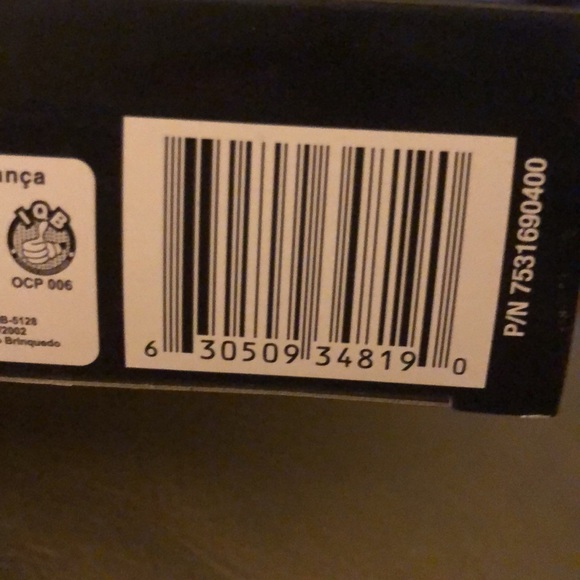 ança
IQB
OCP 006
B-5128
/2002
o Brinquedo
6 30509 34819 0
P/N 7531690400